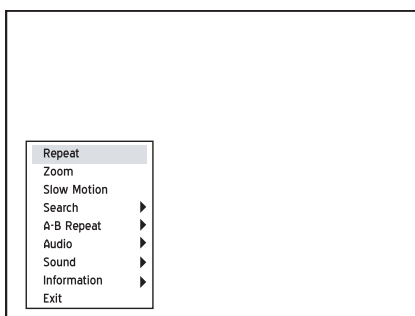 Repeat
Zoom
Slow Motion
Search
A-B Repeat
Audio
Sound
Information
Exit